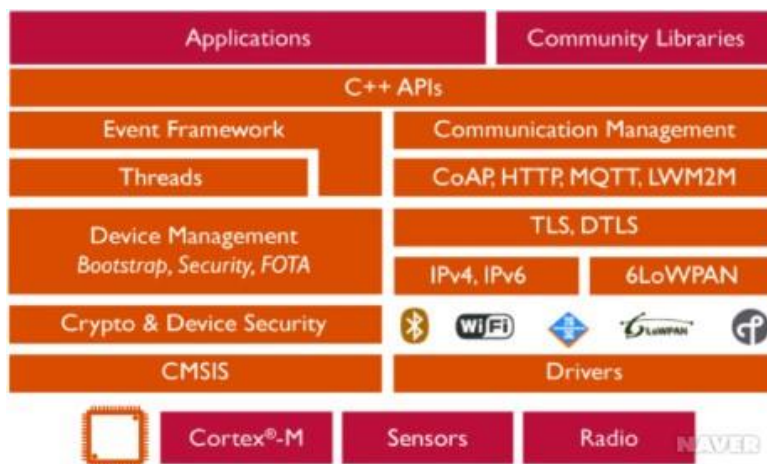 Applications
Community Libraries
C++ APIs
Event Framework
Communication Management
Threads
CoAP, HTTP, MQTT, LWM2M
Device Management
Bootstrap, Security, FOTA
TLS, DTLS
IPv4, IPv6
6LoWPAN
Crypto & Device Security
WiFi
6LoWPAN
CMSIS
Drivers
Cortex®-M
Sensors
Radio
NAVER